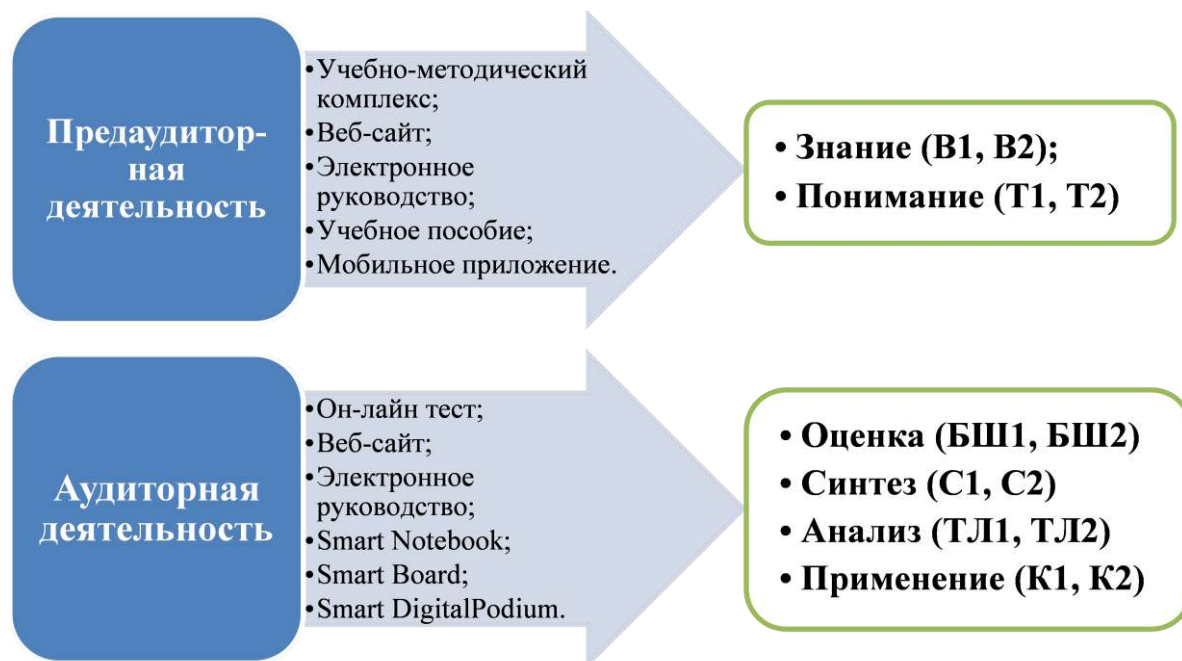 Предаудитор-
ная
деятельность
•Учебно-методический
комплекс;
•Веб-сайт;
•Электронное
руководство;
•Учебное пособие;
•Мобильное приложение.
• Знание (В1, В2);
• Понимание (Т1, Т2)
Аудиторная
деятельность
•Он-лайн тест;
•Веб-сайт;
•Электронное
руководство;
•Smart Notebook;
•Smart Board;
•Smart DigitalPodium.
• Оценка (БШ1, БШ2)
• Синтез (С1, С2)
• Анализ (ТЛ1, ТЛ2)
• Применение (К1, К2)